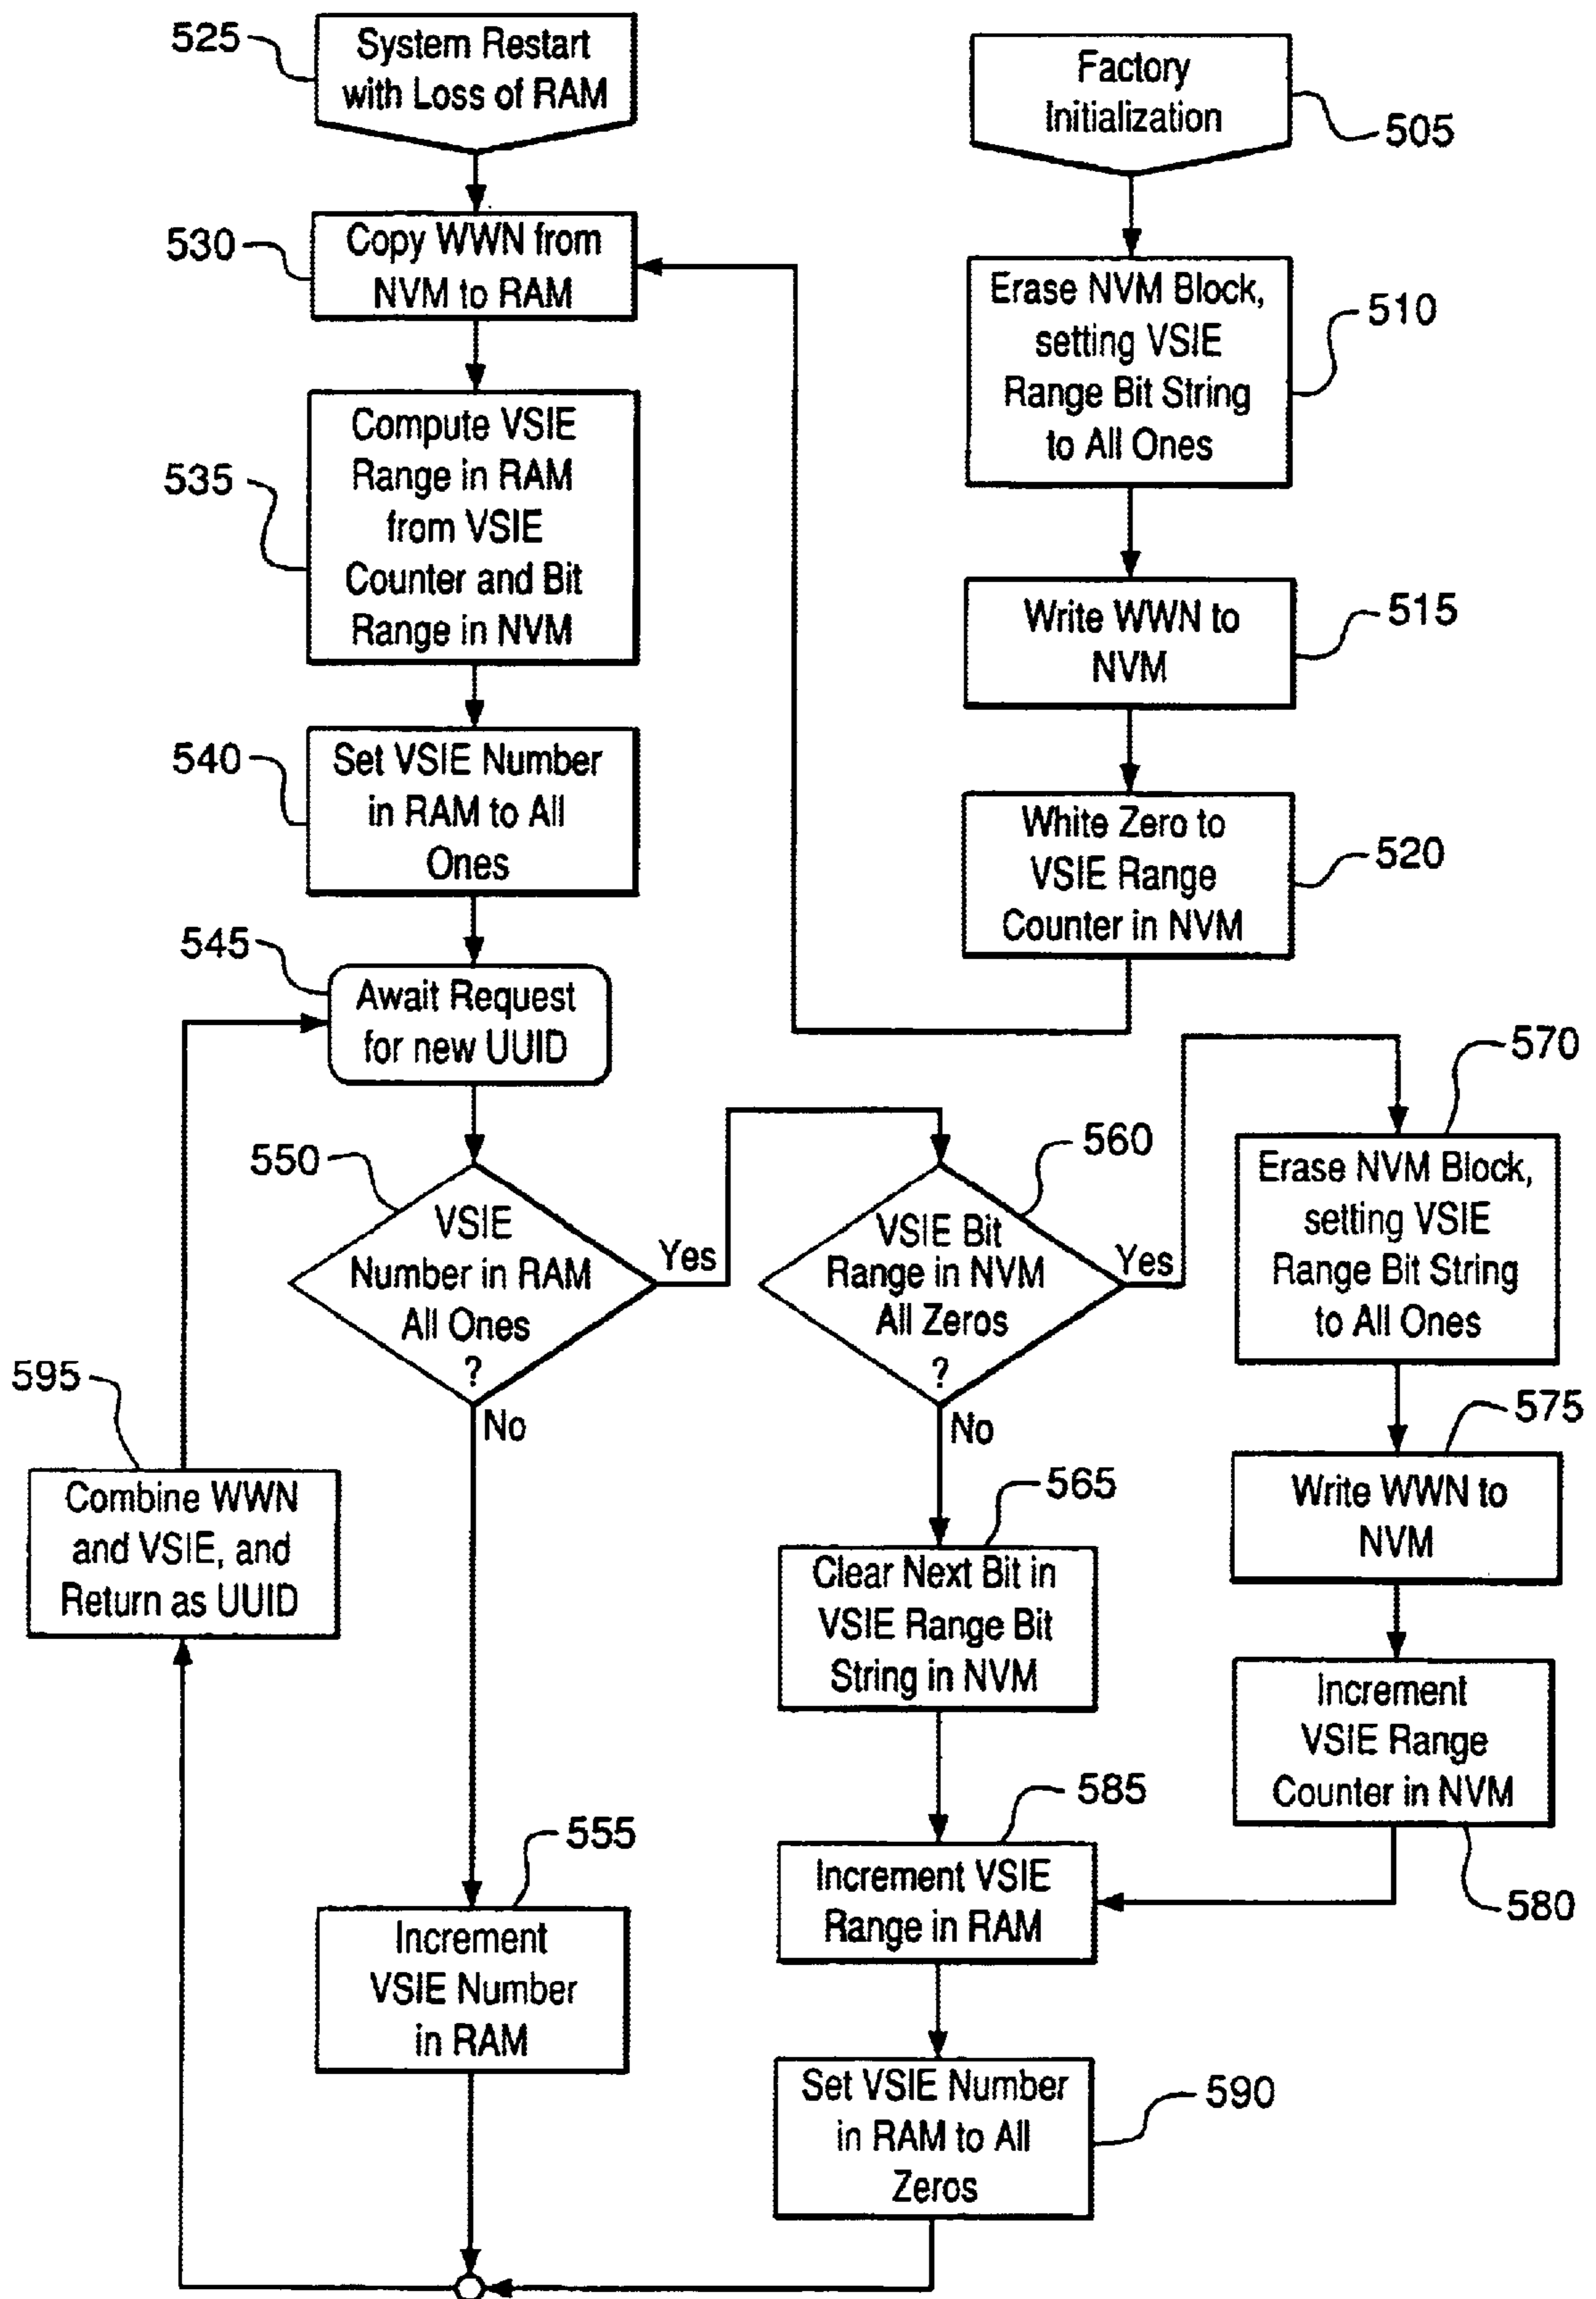 525
System Restart
with Loss of RAM
Factory
Initialization
505
530
Copy WWN from
NVM to RAM
Erase NVM Block,
setting VSIE
Range Bit String
to All Ones
510
535
Compute VSIE
Range in RAM
from VSIE
Counter and Bit
Range in NVM
Write WWN to
NVM
515
540
Set VSIE Number
in RAM to All
Ones
White Zero to
VSIE Range
Counter in NVM
520
545
Await Request
for new UUID
550
VSIE
Number in RAM
All Ones
?
Yes
No
560
VSIE Bit
Range in NVM
All Zeros
?
Yes
No
570
Erase NVM Block,
setting VSIE
Range Bit String
to All Ones
575
Write WWN to
NVM
595
Combine WWN
and VSIE, and
Return as UUID
565
Clear Next Bit in
VSIE Range Bit
String in NVM
Increment
VSIE Range
Counter in NVM
580
585
Increment VSIE
Range in RAM
555
Increment
VSIE Number
in RAM
Set VSIE Number
in RAM to All
Zeros
590